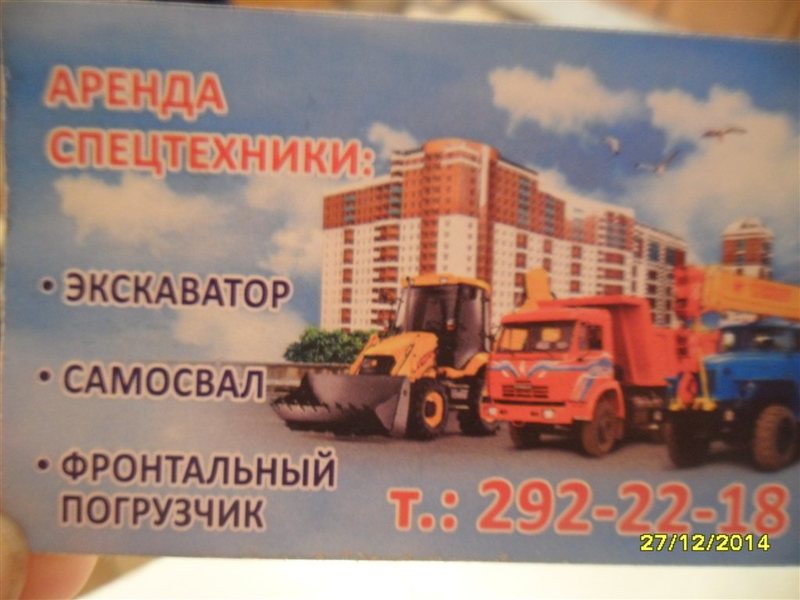 АРЕНДА
СПЕЦТЕХНИКИ:
• ЭКСКАВАТОР
• САМОСВАЛ
• ФРОНТАЛЬНЫЙ
ПОГРУЗЧИК
т.: 292-22-18
27/12/2014